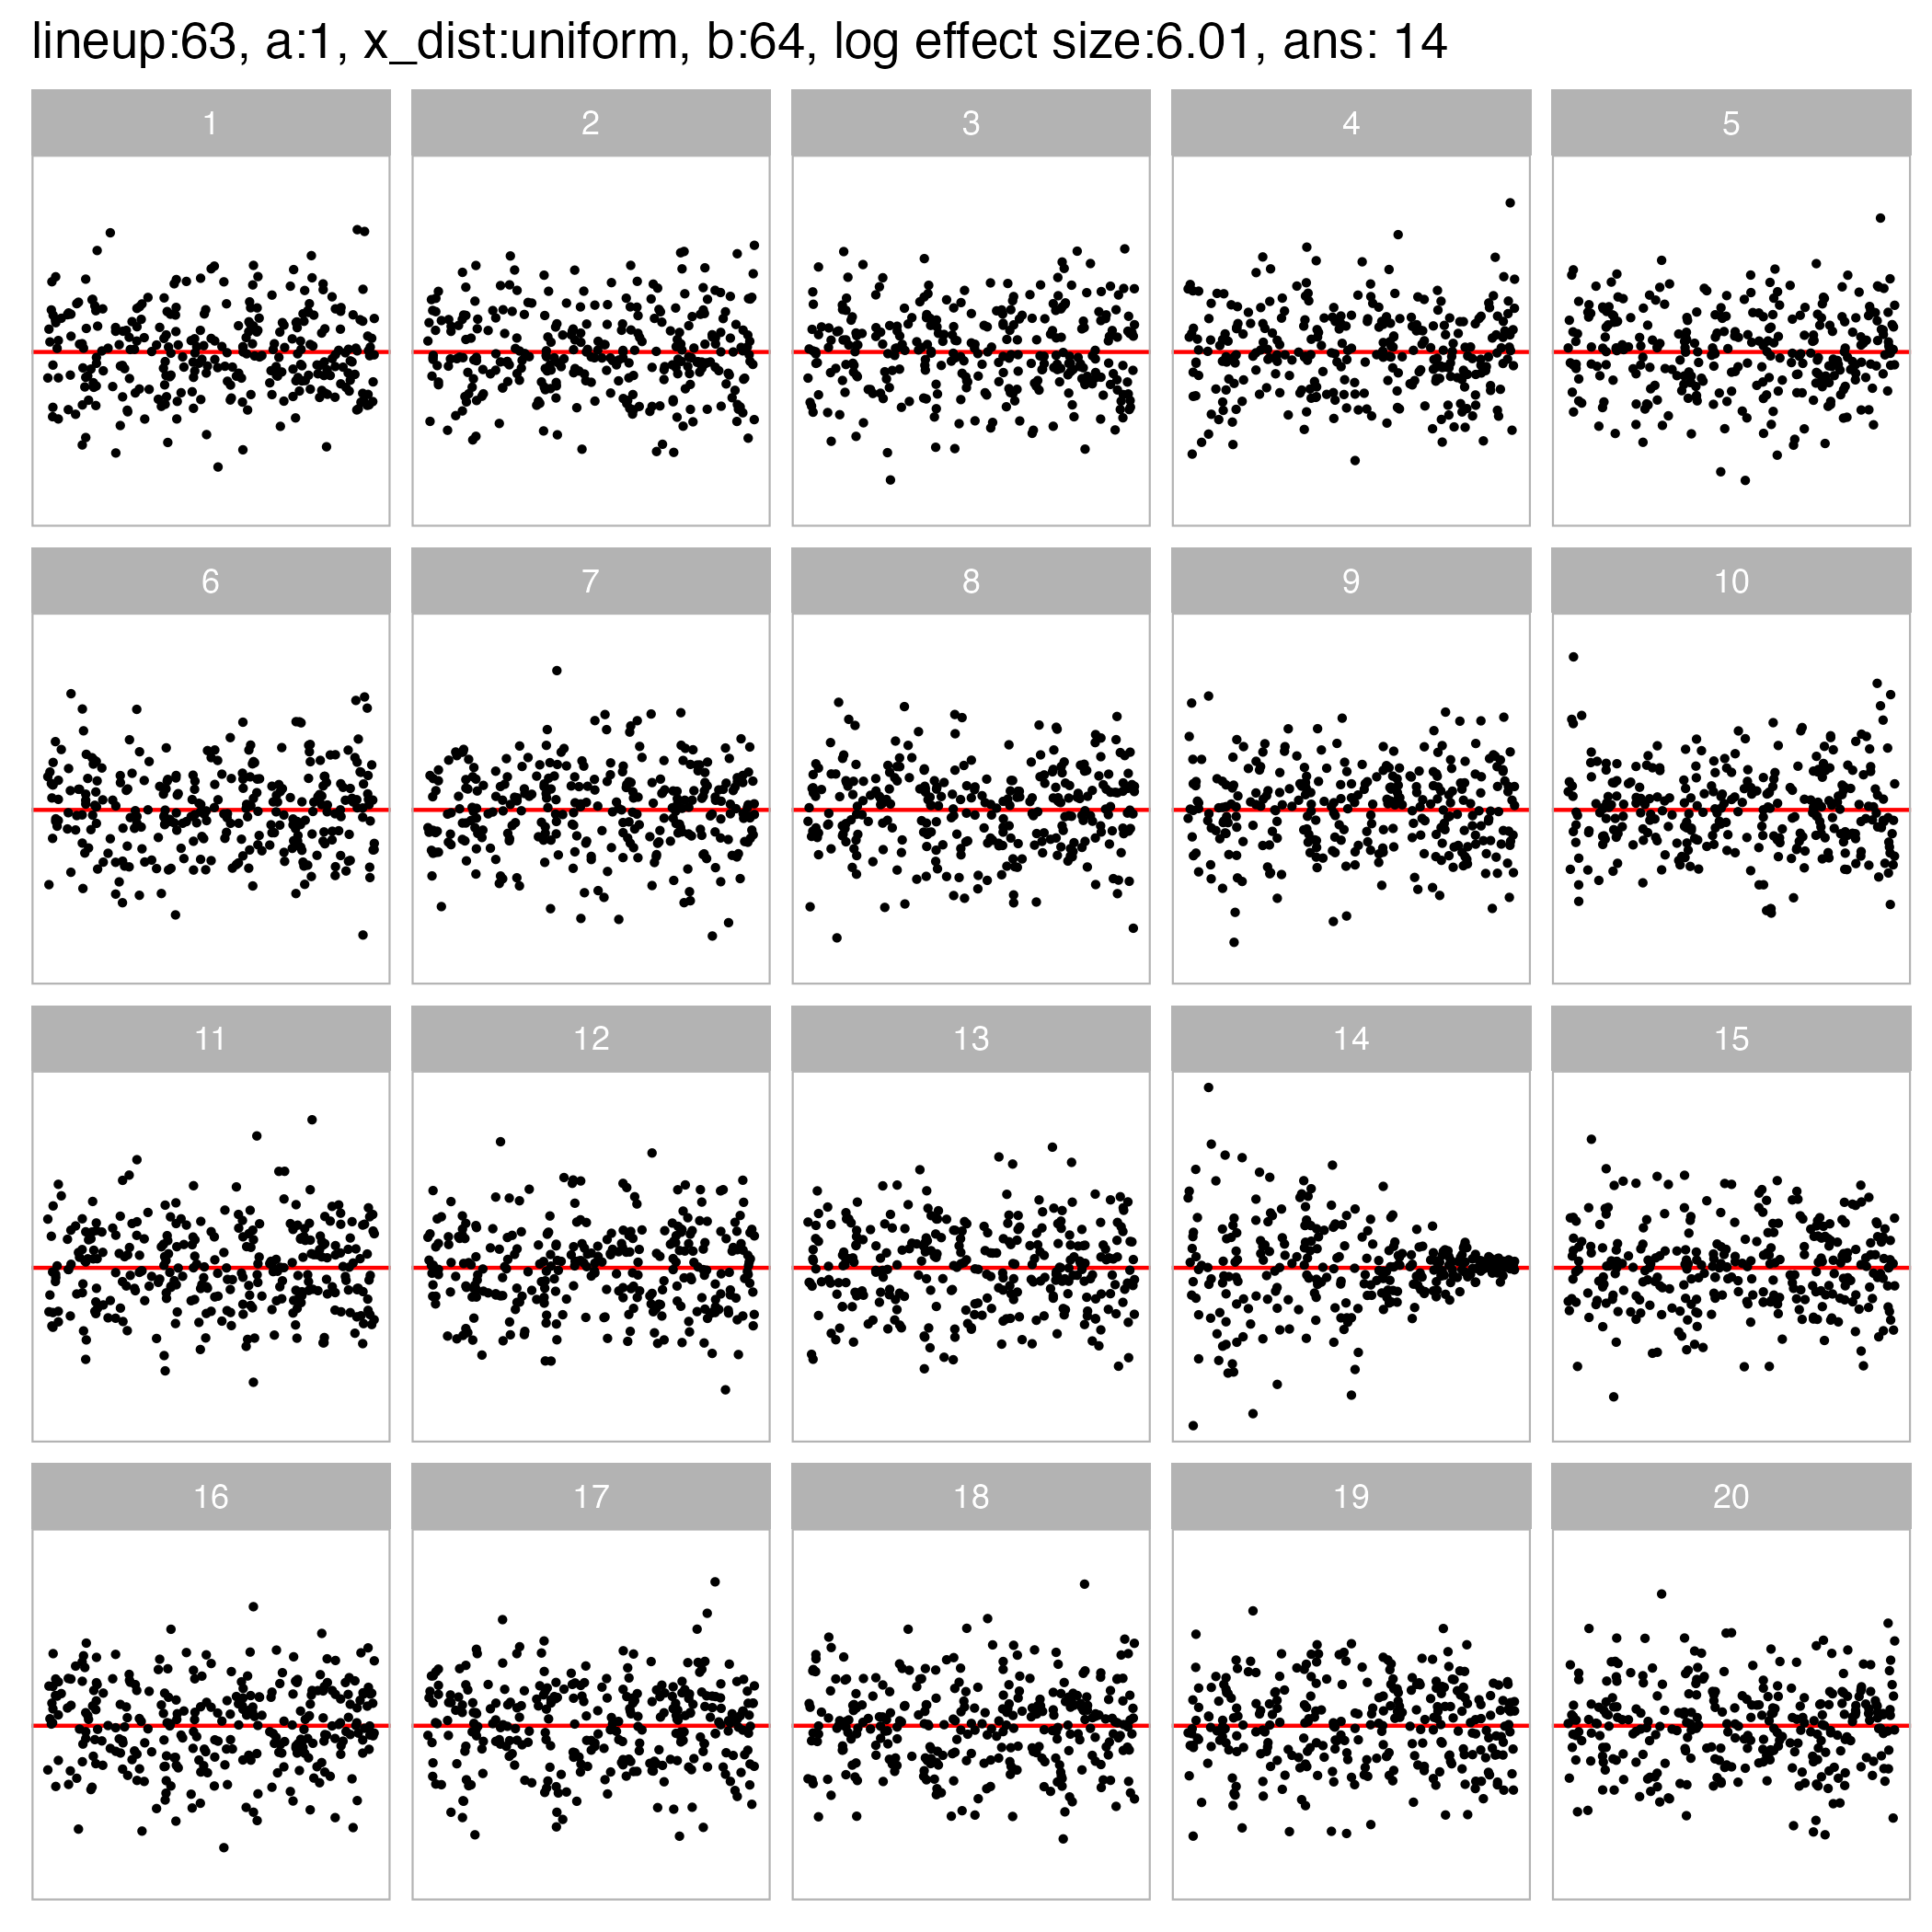 lineup:63, a:1, x_dist:uniform, b:64, log effect size:6.01, ans: 14
1 2 3 4 5
6 7 8 9 10
11 12 13 14 15
16 17 18 19 20